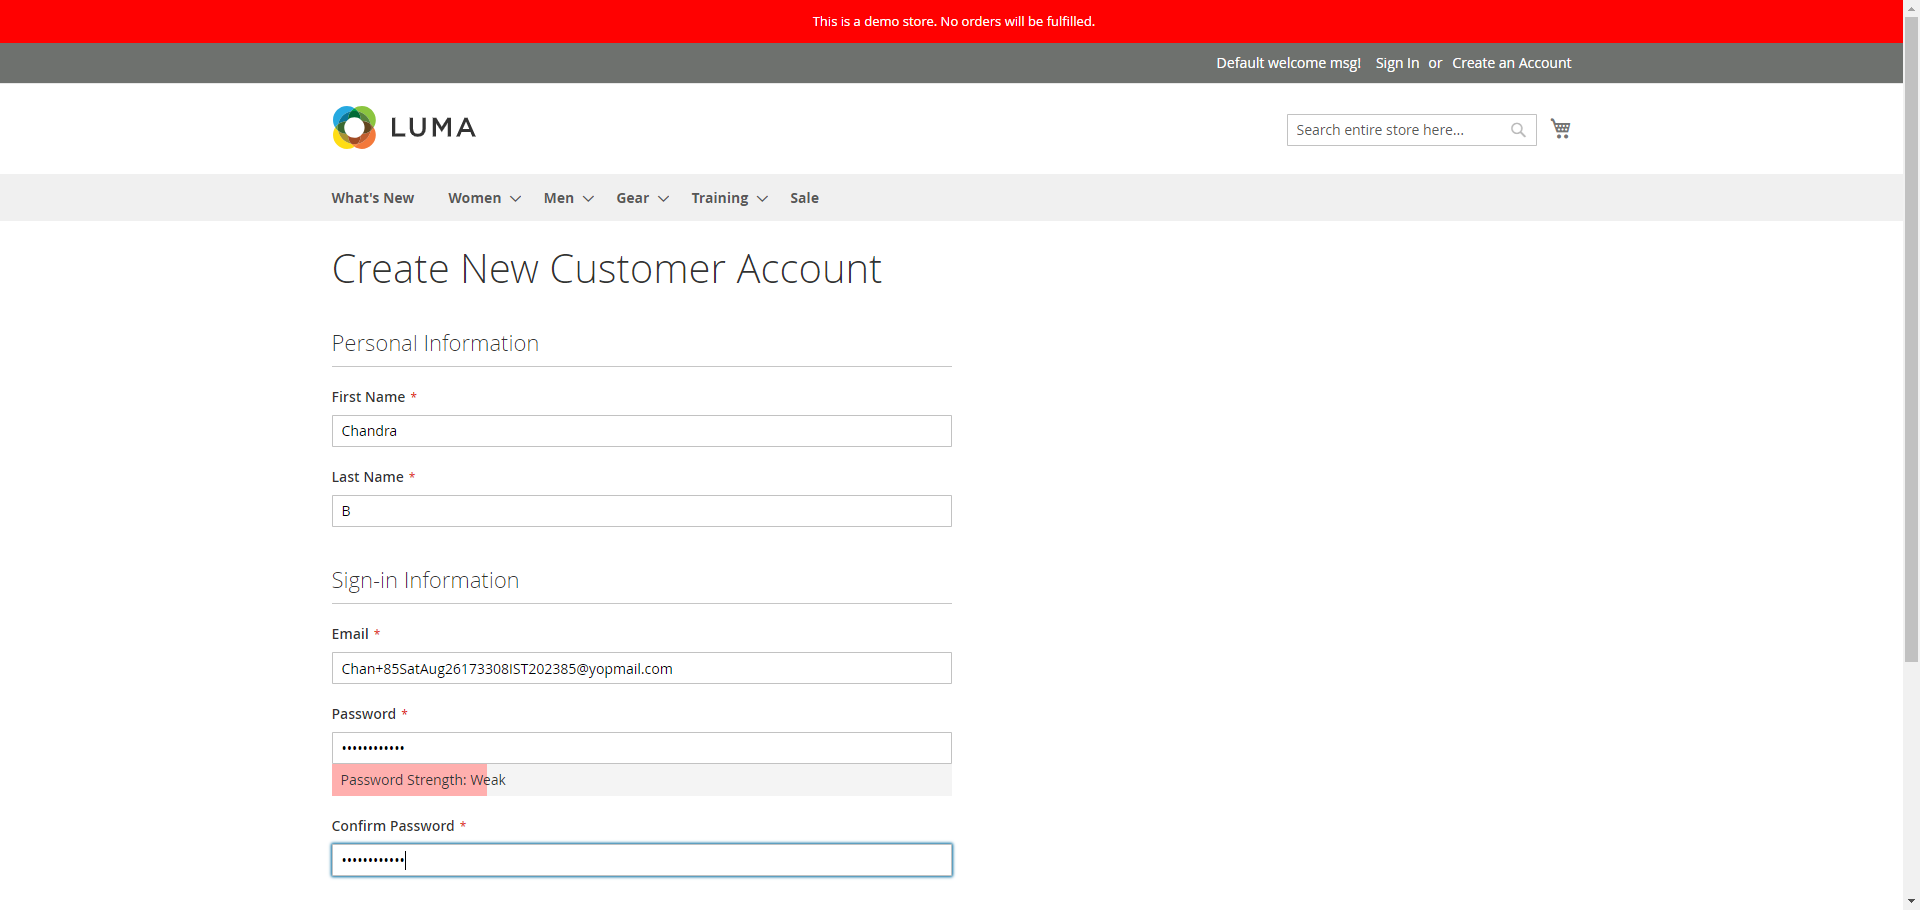 This is a demo store. No orders will be fulfilled.
Default welcome msg! Sign In or Create an Account
LUMA
Search entire store here...
What's New Women Men Gear Training Sale
Create New Customer Account
Personal Information
First Name *
Chandra
Last Name *
B
Sign-in Information
Email *
Chan+85SatAug26173308IST202385@yopmail.com
Password *
••••••••••••
Password Strength: Weak
Confirm Password *
••••••••••••